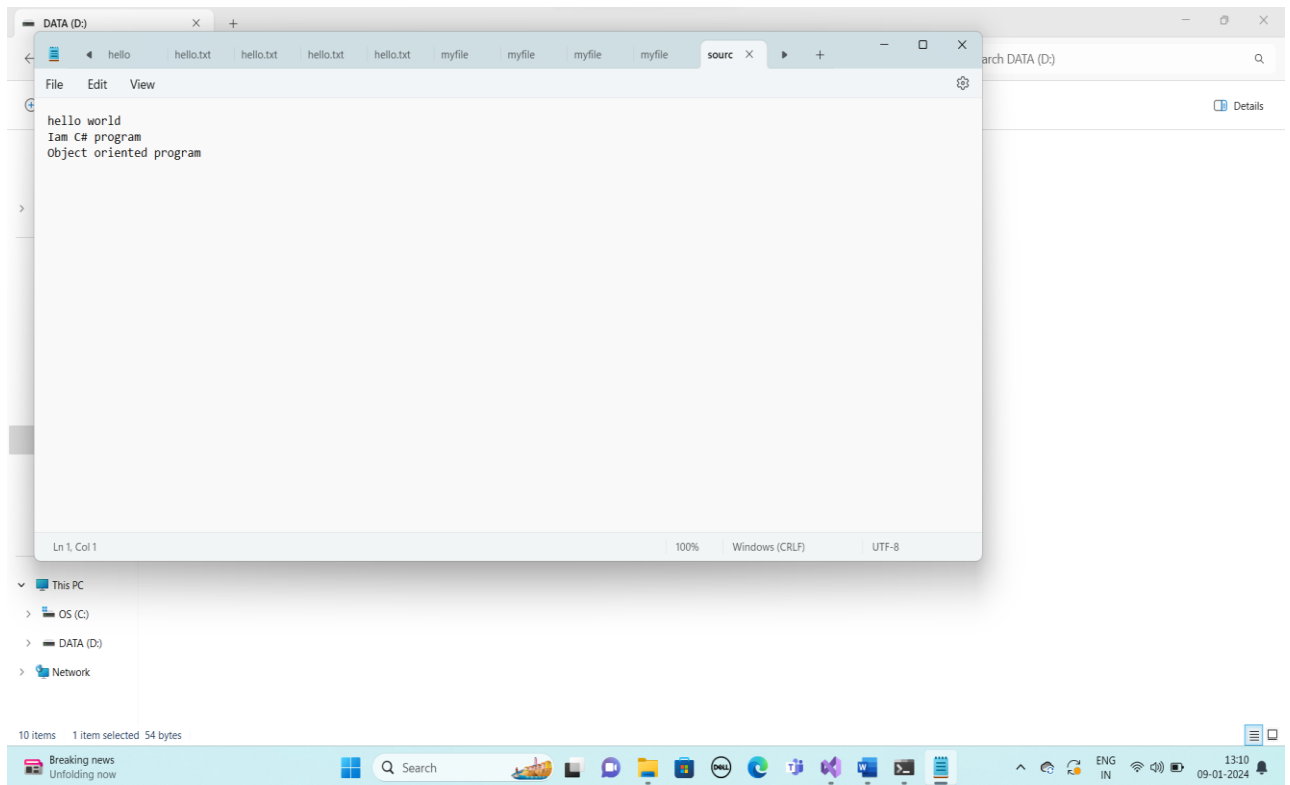 DATA (D:)
hello
hello.txt
hello.txt
hello.txt
hello.txt
myfile
myfile
myfile
myfile
sourc
arch DATA (D:)
File Edit View
Details
hello world
Iam C# program
Object oriented program
Ln 1, Col 1
100%
Windows (CRLF)
UTF-8
This PC
OS (C:)
DATA (D:)
Network
10 items 1 item selected 54 bytes
Breaking news
Unfolding now
Search
DELL
ENG
IN
13:10
09-01-2024